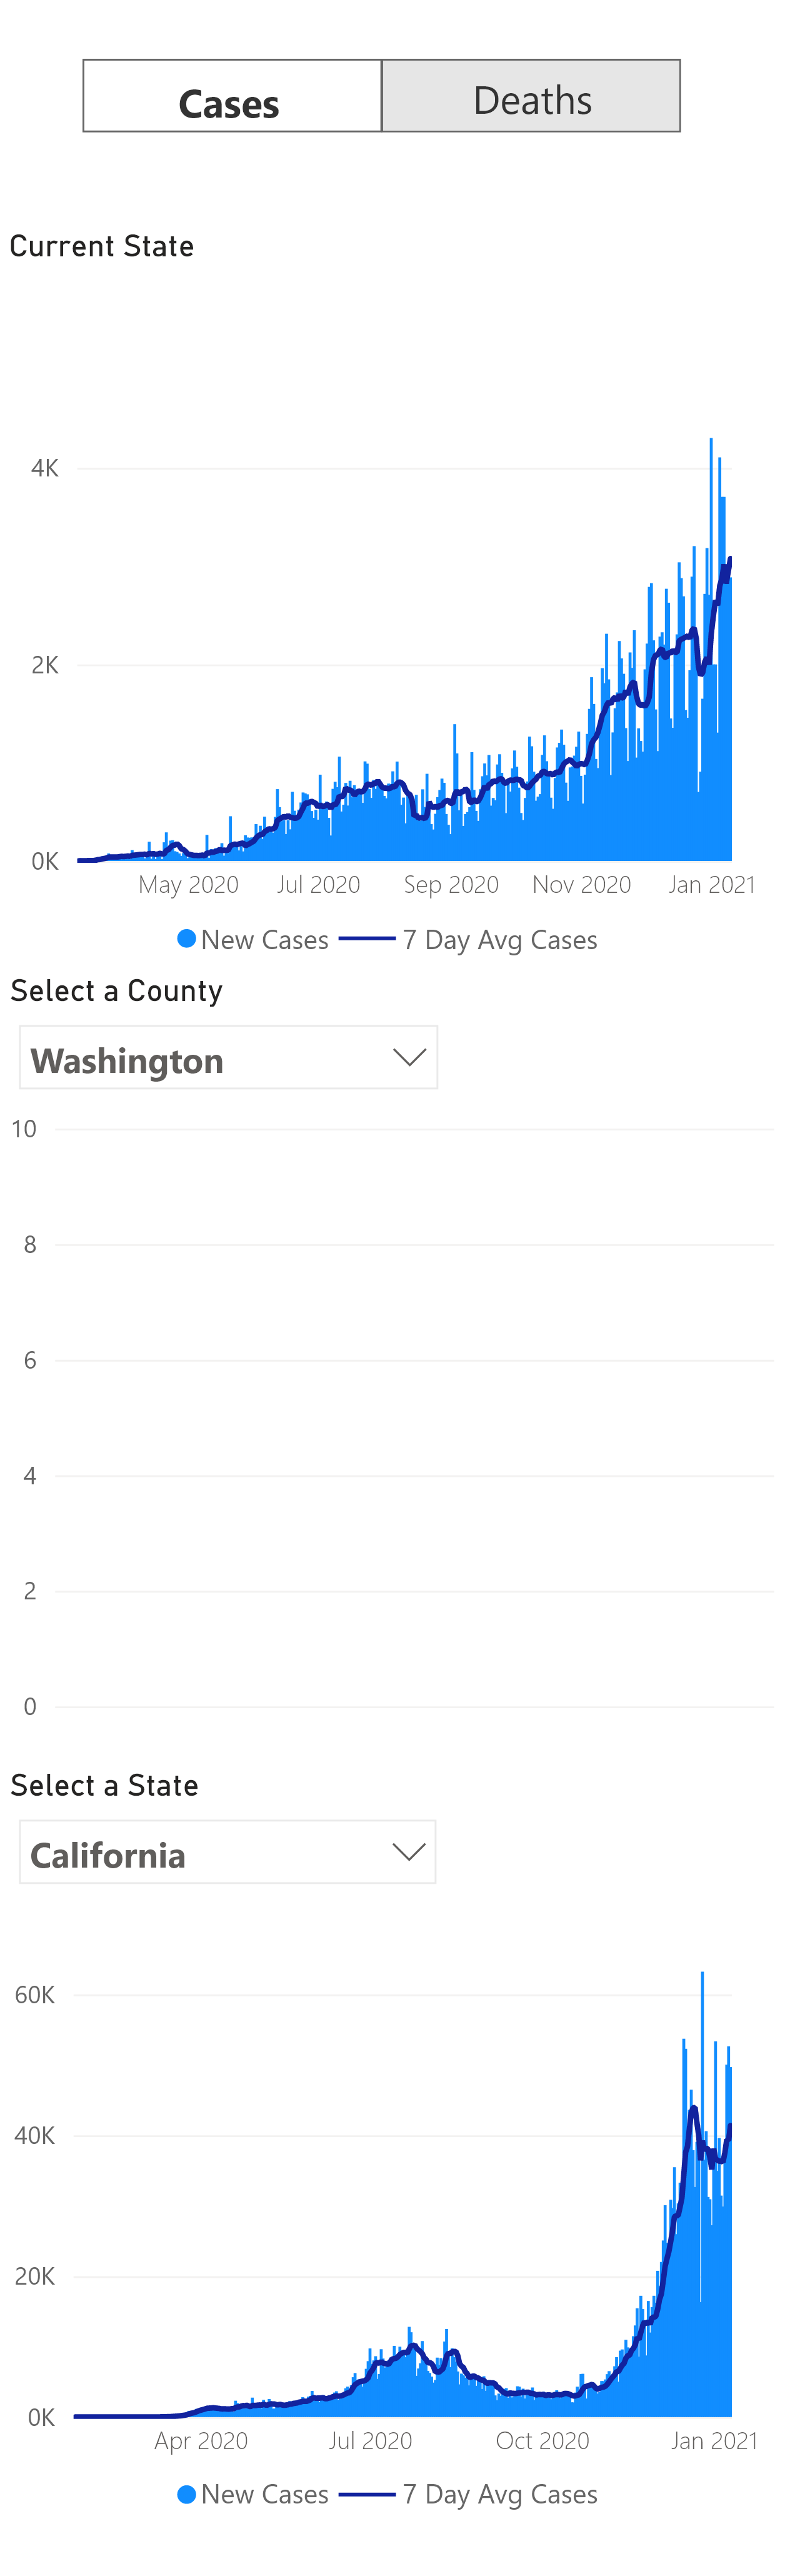 Cases Deaths
Current State
4K
2K
0K
May 2020 Jul 2020 Sep 2020 Nov 2020 Jan 2021
New Cases 7 Day Avg Cases
Select a County
Washington
10
8
6
4
2
0
Select a State
California
60K
40K
20K
0K
Apr 2020 Jul 2020 Oct 2020 Jan 2021
New Cases 7 Day Avg Cases